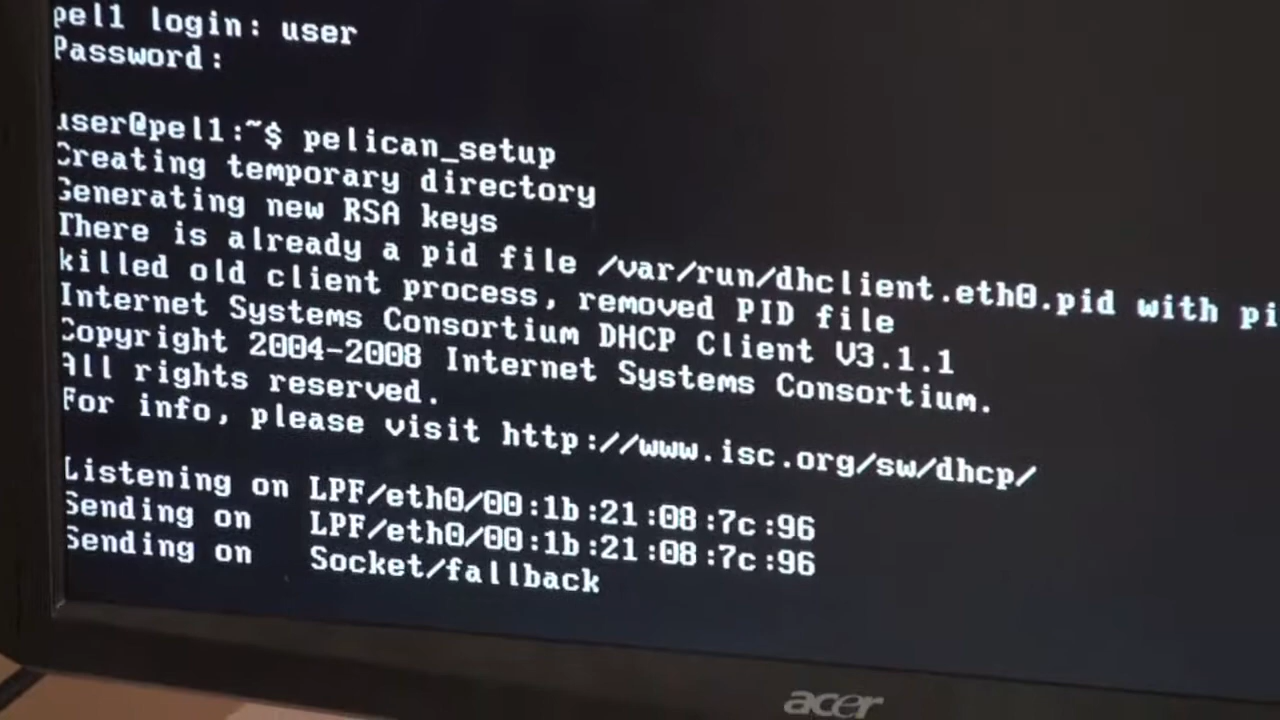 pel1 login: user
Password:
user@pel1:~$ pelican_setup
Creating temporary directory
Generating new RSA keys
There is already a pid file /var/run/dhclient.eth0.pid with pi
killed old client process, removed PID file
Internet Systems Consortium DHCP Client V3.1.1
Copyright 2004-2008 Internet Systems Consortium.
All rights reserved.
For info, please visit http://www.isc.org/sw/dhcp/
Listening on LPF/eth0/00:1b:21:08:7c:96
Sending on   LPF/eth0/00:1b:21:08:7c:96
Sending on   Socket/fallback
acer